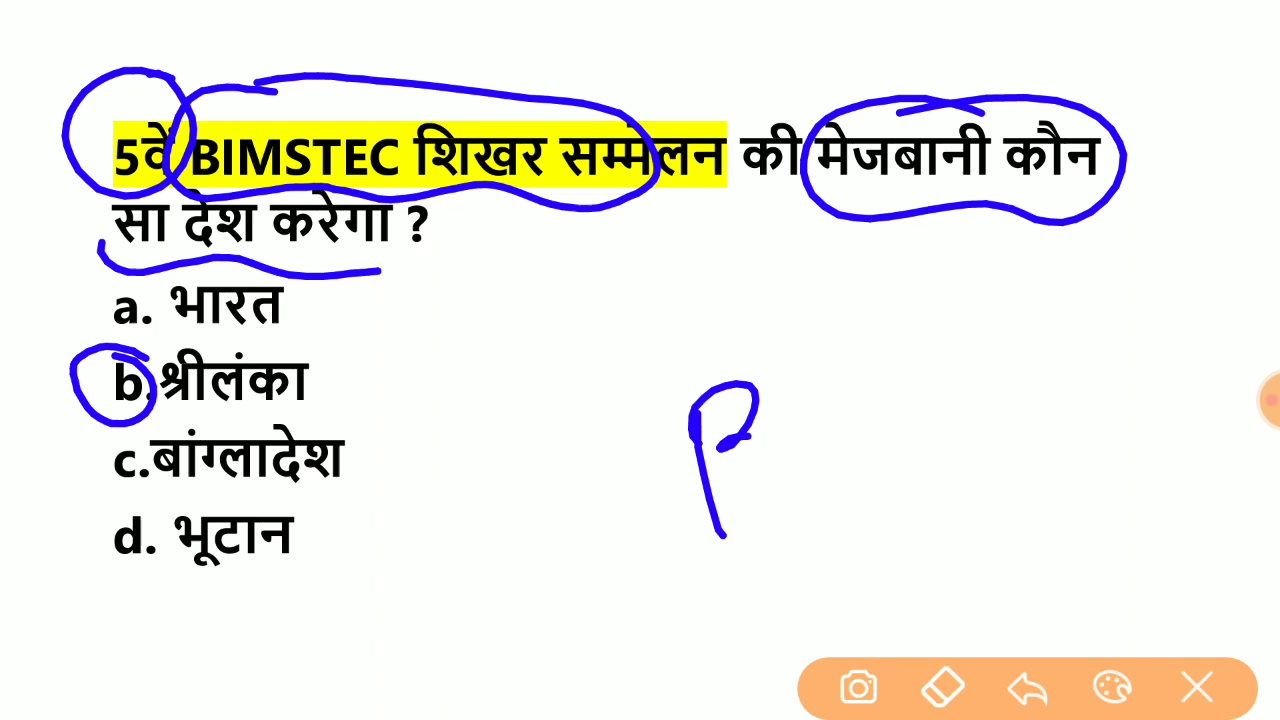 5वें BIMSTEC शिखर सम्मेलन की मेजबानी कौन
सा देश करेगा ?
a. भारत
b.श्रीलंका
c.बांग्लादेश
d. भूटान
P